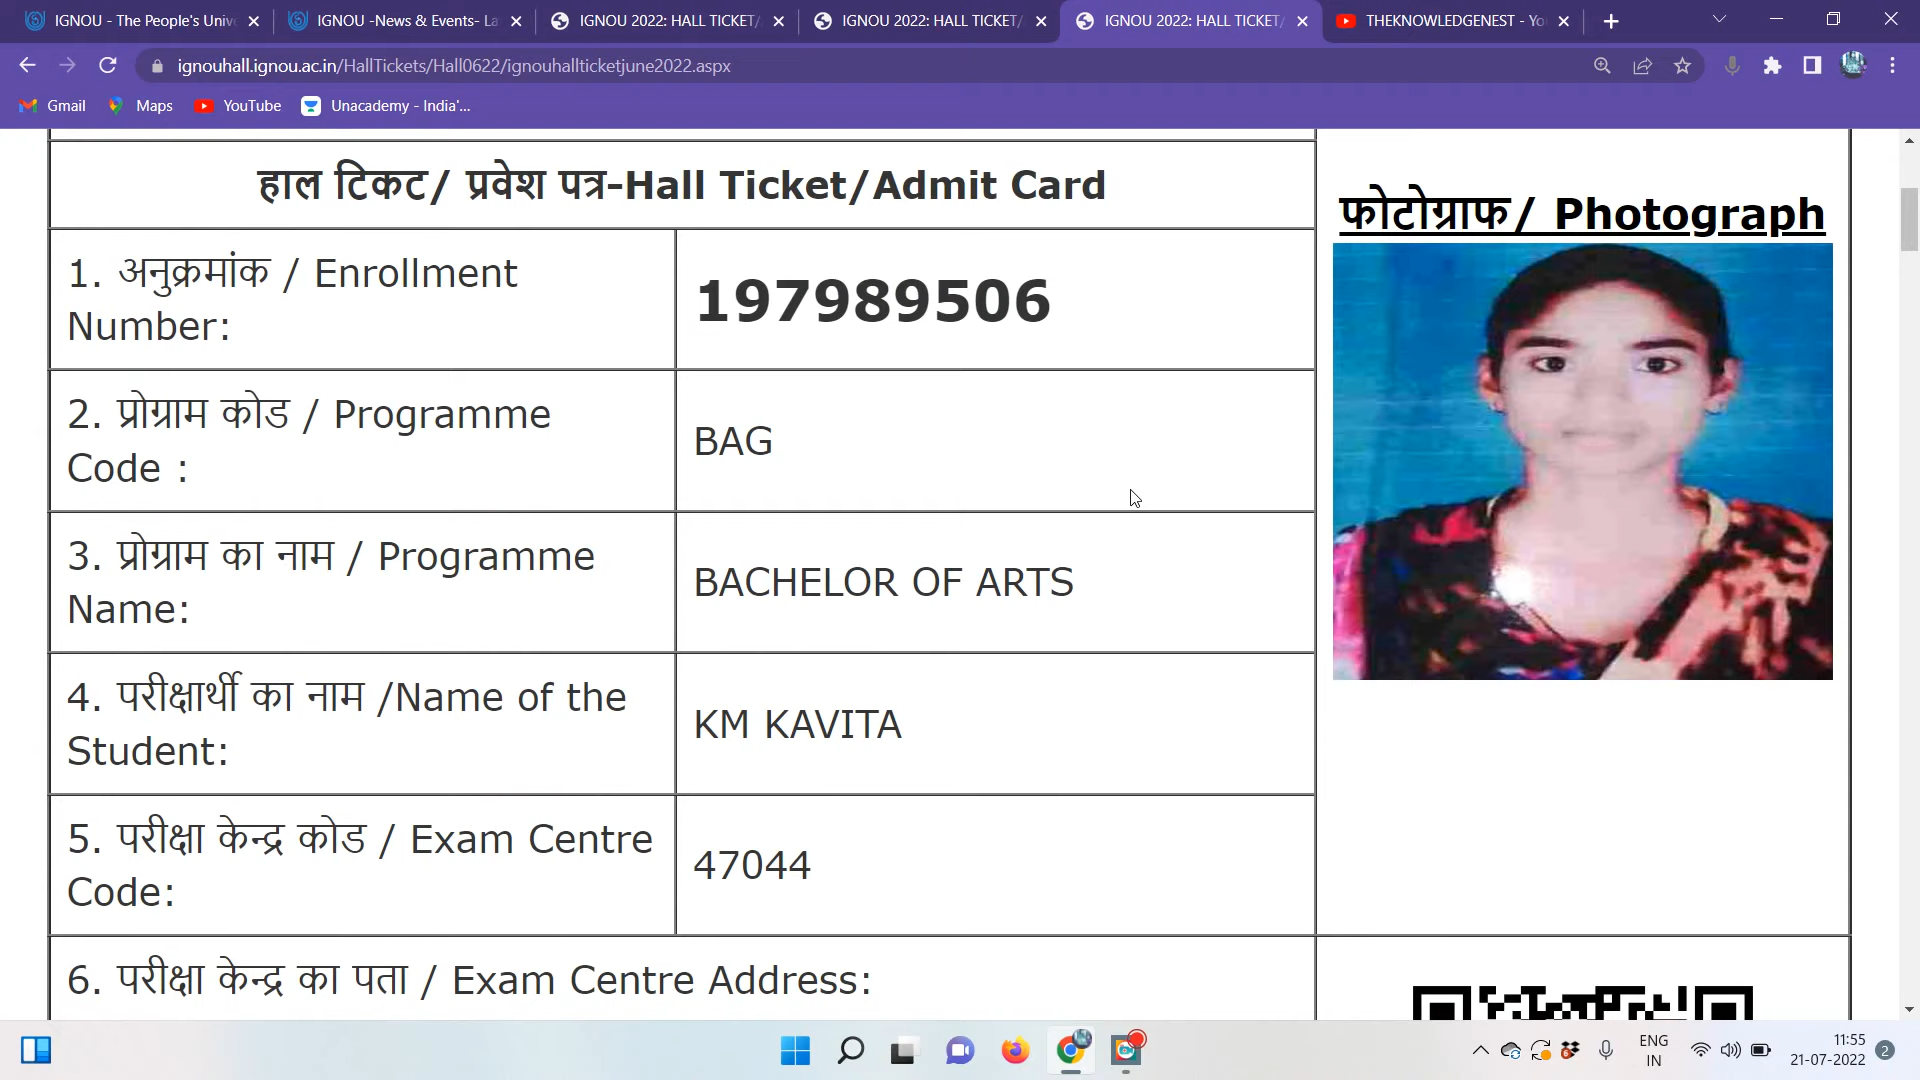 IGNOU - The People's Unive
IGNOU -News & Events- La
IGNOU 2022: HALL TICKET/
IGNOU 2022: HALL TICKET/
IGNOU 2022: HALL TICKET/
THEKNOWLEDGENEST - Yo
ignouhall.ignou.ac.in/HallTickets/Hall0622/ignouhallticketjune2022.aspx
Gmail
Maps
YouTube
Unacademy - India'...
हाल टिकट/ प्रवेश पत्र-Hall Ticket/Admit Card
फोटोग्राफ/ Photograph
1. अनुक्रमांक / Enrollment
Number:
197989506
2. प्रोग्राम कोड / Programme
Code :
BAG
3. प्रोग्राम का नाम / Programme
Name:
BACHELOR OF ARTS
4. परीक्षार्थी का नाम /Name of the
Student:
KM KAVITA
5. परीक्षा केन्द्र कोड / Exam Centre
Code:
47044
6. परीक्षा केन्द्र का पता / Exam Centre Address:
ENG
IN
11:55
21-07-2022
2